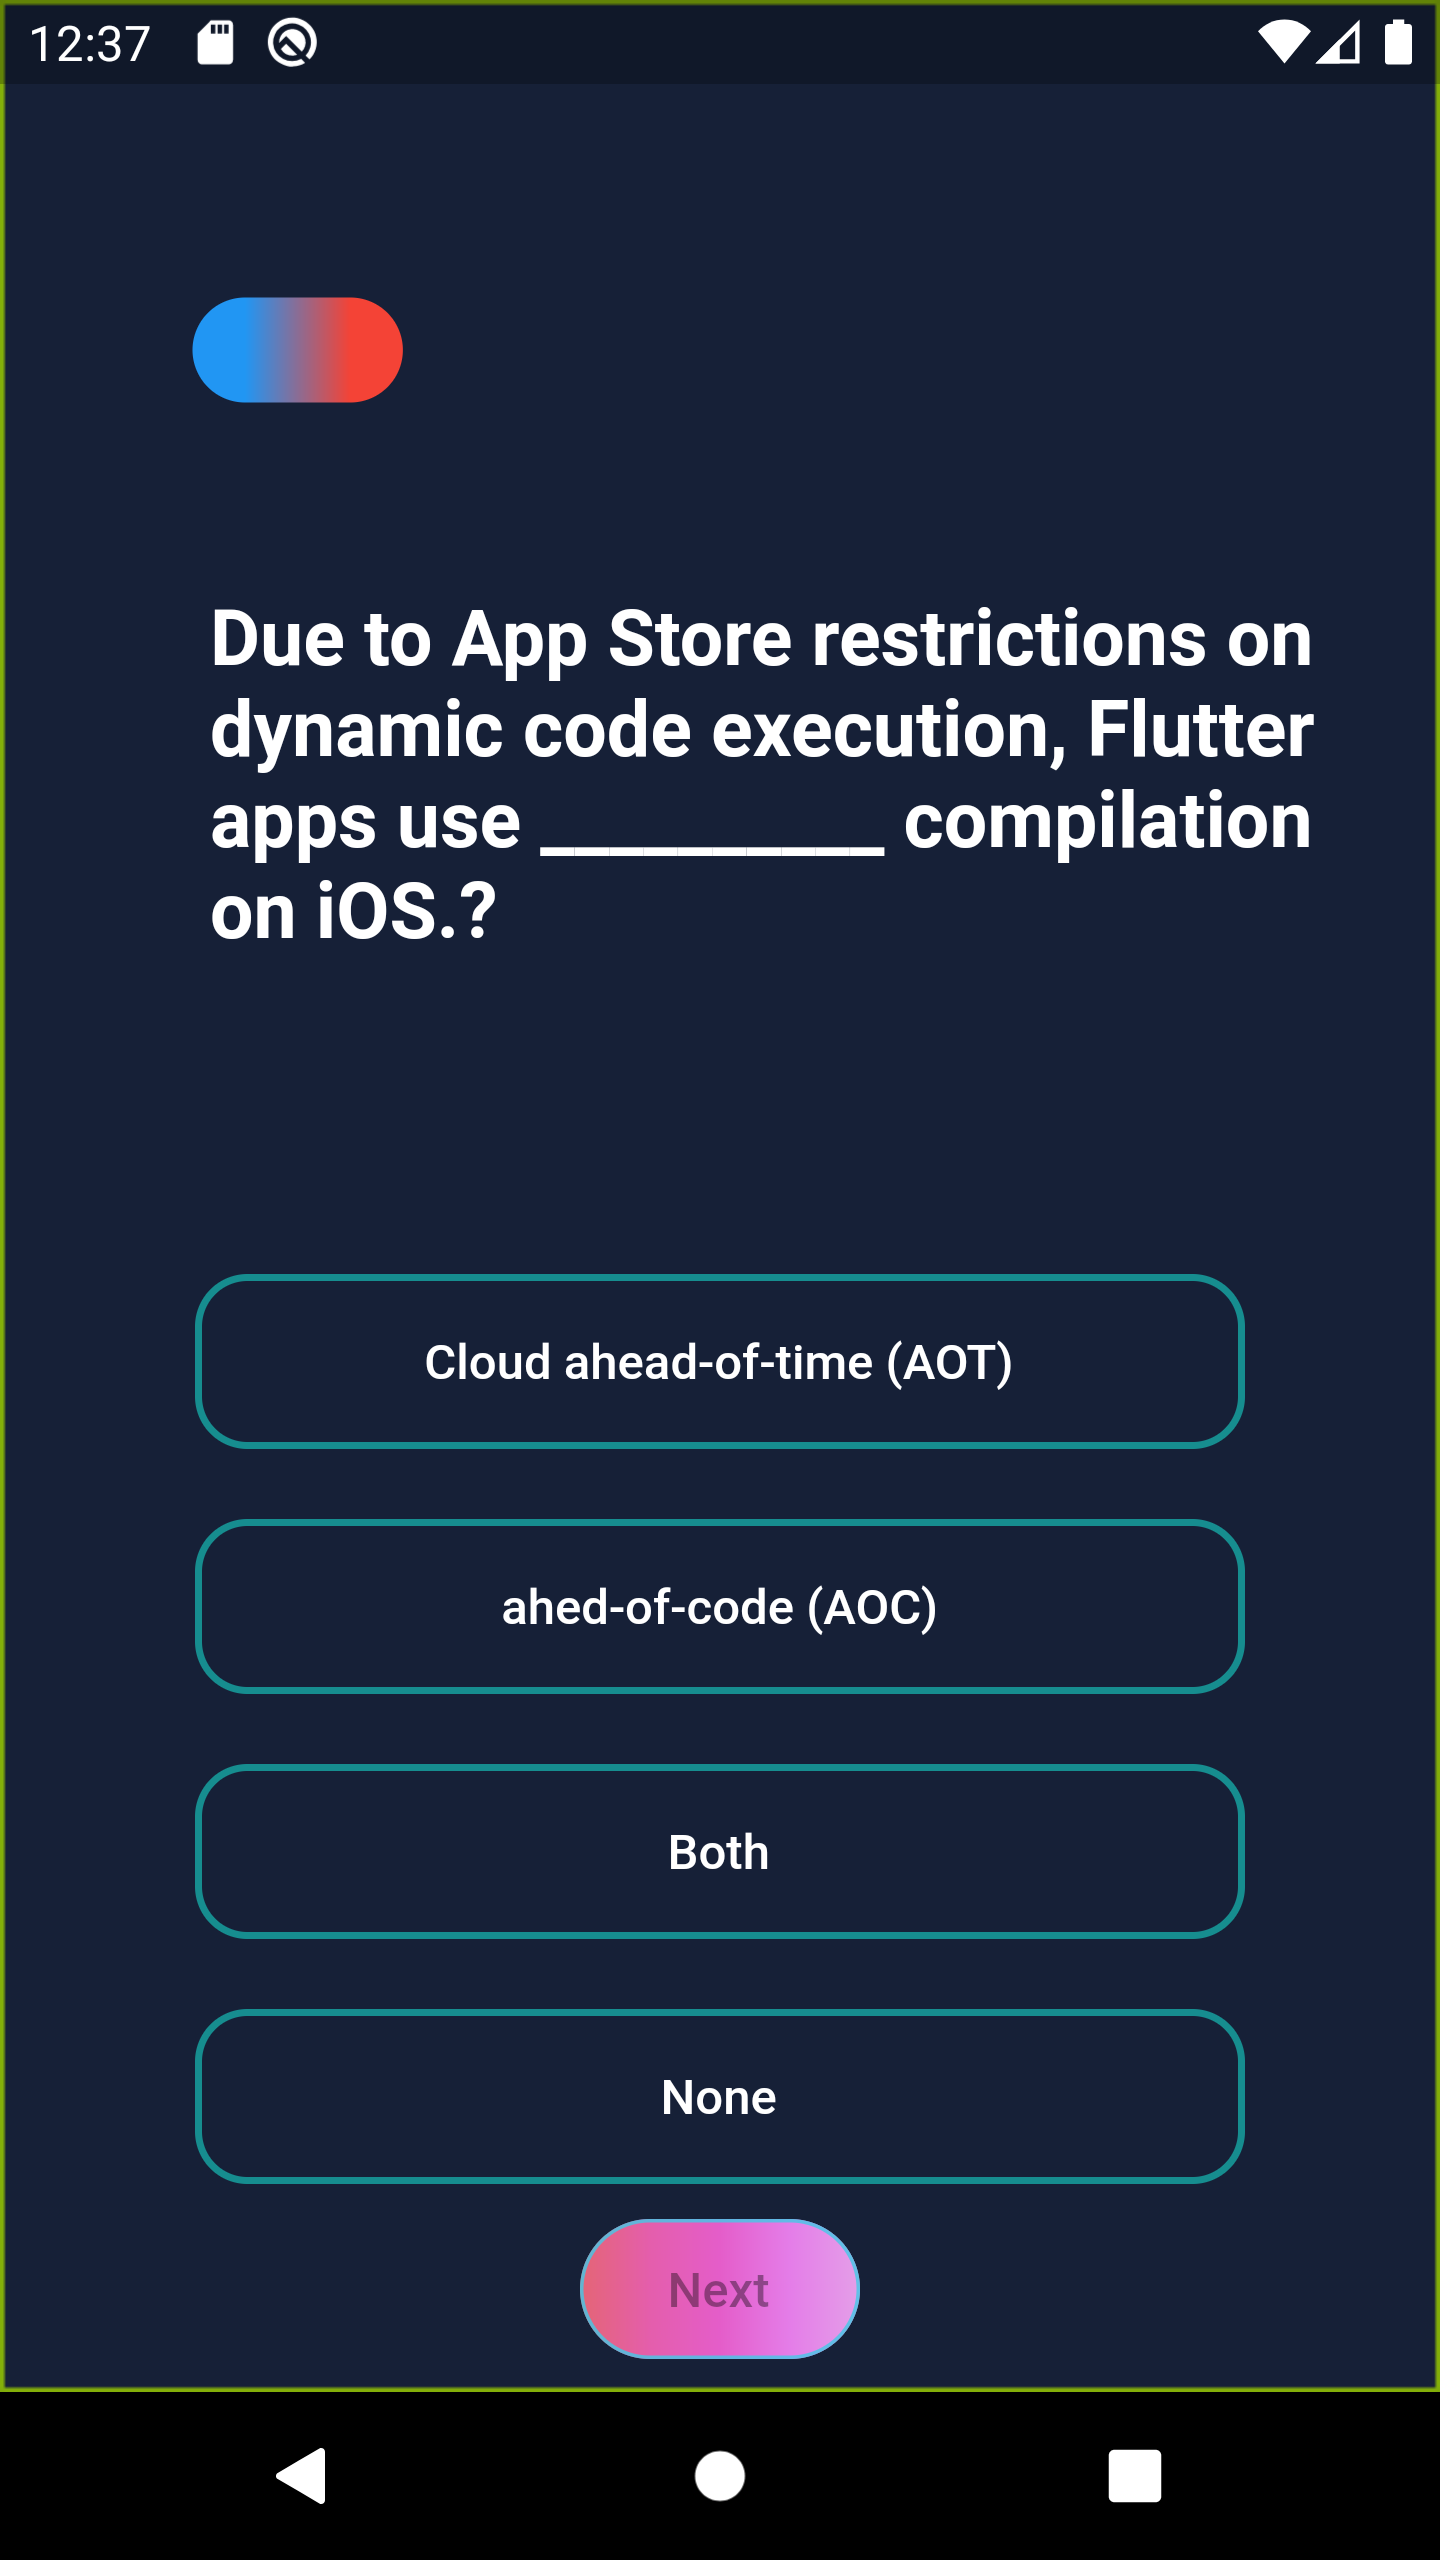 12:37
Due to App Store restrictions on
dynamic code execution, Flutter
apps use __________ compilation
on iOS.?
Cloud ahead-of-time (AOT)
ahed-of-code (AOC)
Both
None
Next